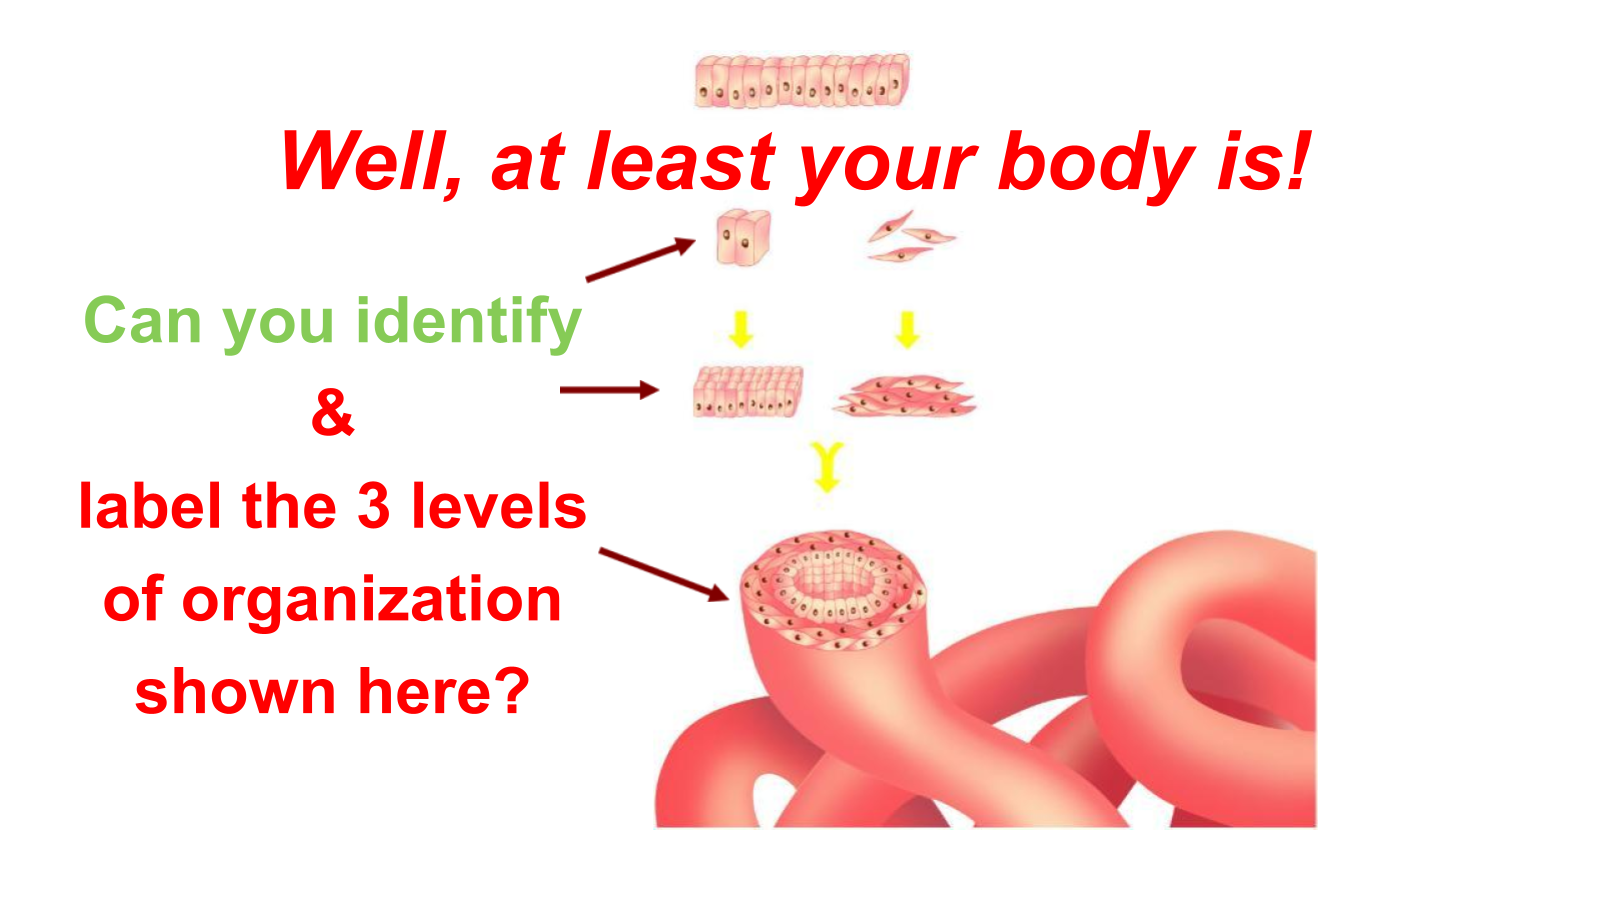 Well, at least your body is!
Can you identify
&
label the 3 levels
of organization
shown here?